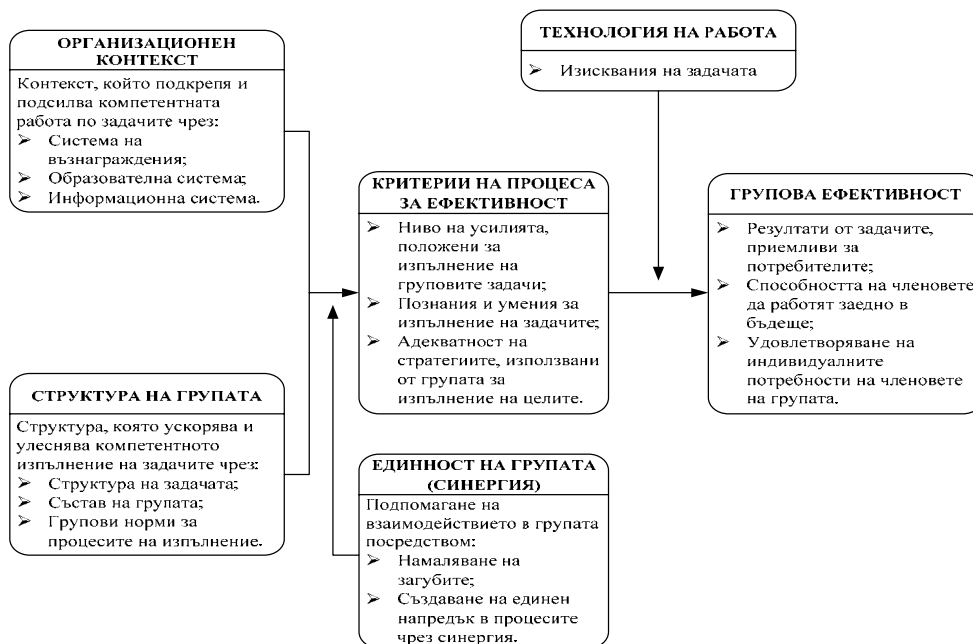 ОРГАНИЗАЦИОНЕН
КОНТЕКСТ
Контекст, който подкрепя и
подсилва компетентната
работа по задачите чрез:
➢ Система на
възнаграждения;
➢ Образователна система;
➢ Информационна система.
ТЕХНОЛОГИЯ НА РАБОТА
➢ Изисквания на задачата
КРИТЕРИИ НА ПРОЦЕСА
ЗА ЕФЕКТИВНОСТ
➢ Ниво на усилията,
положени за
изпълнение на
груповите задачи;
➢ Познания и умения за
изпълнение на задачите;
➢ Адекватност на
стратегиите, използвани
от групата за
изпълнение на целите.
ГРУПОВА ЕФЕКТИВНОСТ
➢ Резултати от задачите,
приемливи за
потребителите;
➢ Способността на членовете
да работят заедно в
бъдеще;
➢ Удовлетворяване на
индивидуалните
потребности на членовете
на групата.
СТРУКТУРА НА ГРУПАТА
Структура, която ускорява и
улеснява компетентното
изпълнение на задачите чрез:
➢ Структура на задачата;
➢ Състав на групата;
➢ Групови норми за
процесите на изпълнение.
ЕДИННОСТ НА ГРУПАТА
(СИНЕРГИЯ)
Подпомагане на
взаимодействието в групата
посредством:
➢ Намаляване на
загубите;
➢ Създаване на единен
напредък в процесите
чрез синергия.